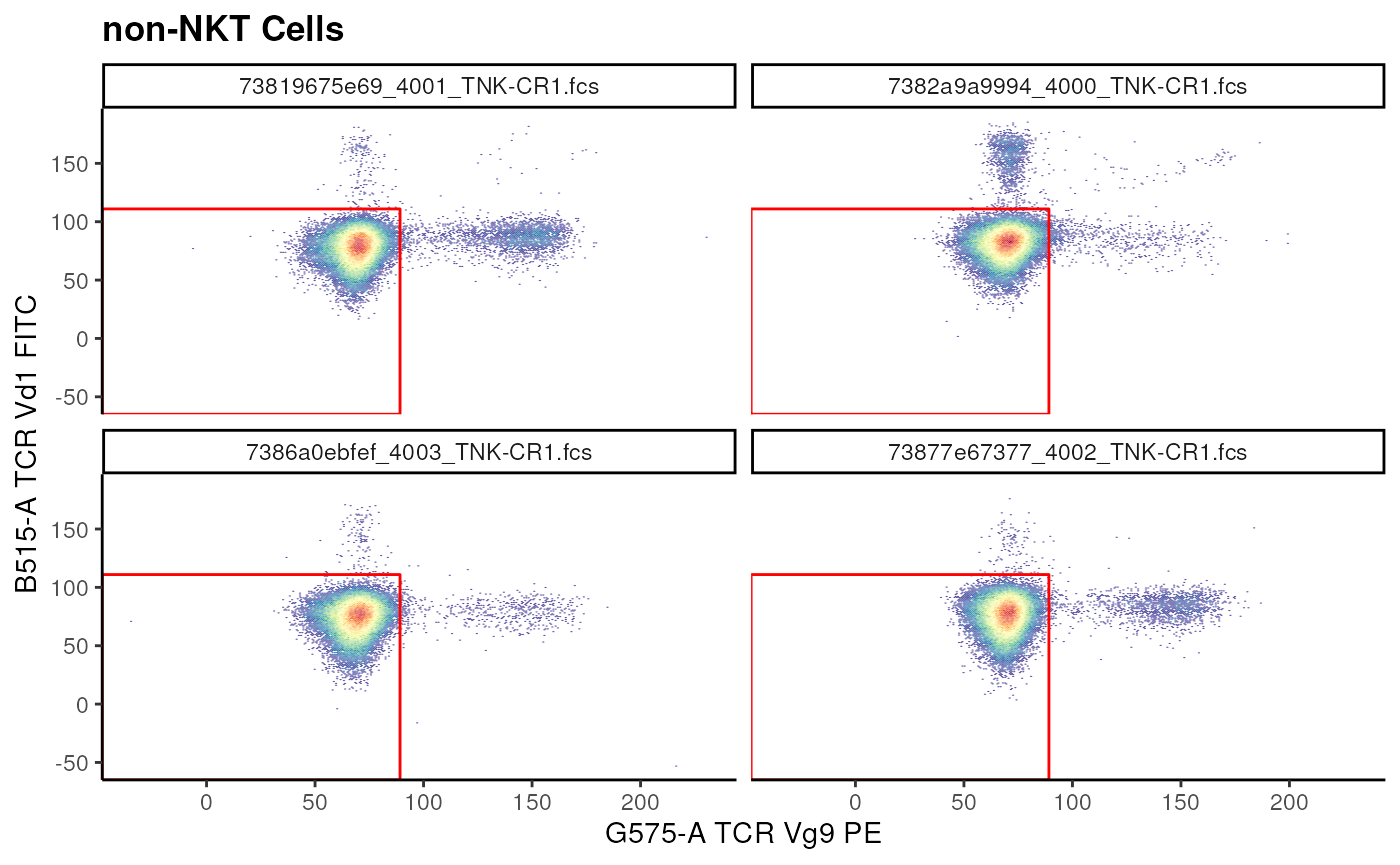 non-NKT Cells
73819675e69_4001_TNK-CR1.fcs
7382a9a9994_4000_TNK-CR1.fcs
150
100
50
0
-50
7386a0ebfef_4003_TNK-CR1.fcs
73877e67377_4002_TNK-CR1.fcs
150
100
50
0
-50
0 50 100 150 200
0 50 100 150 200
G575-A TCR Vg9 PE
B515-A TCR Vd1 FITC